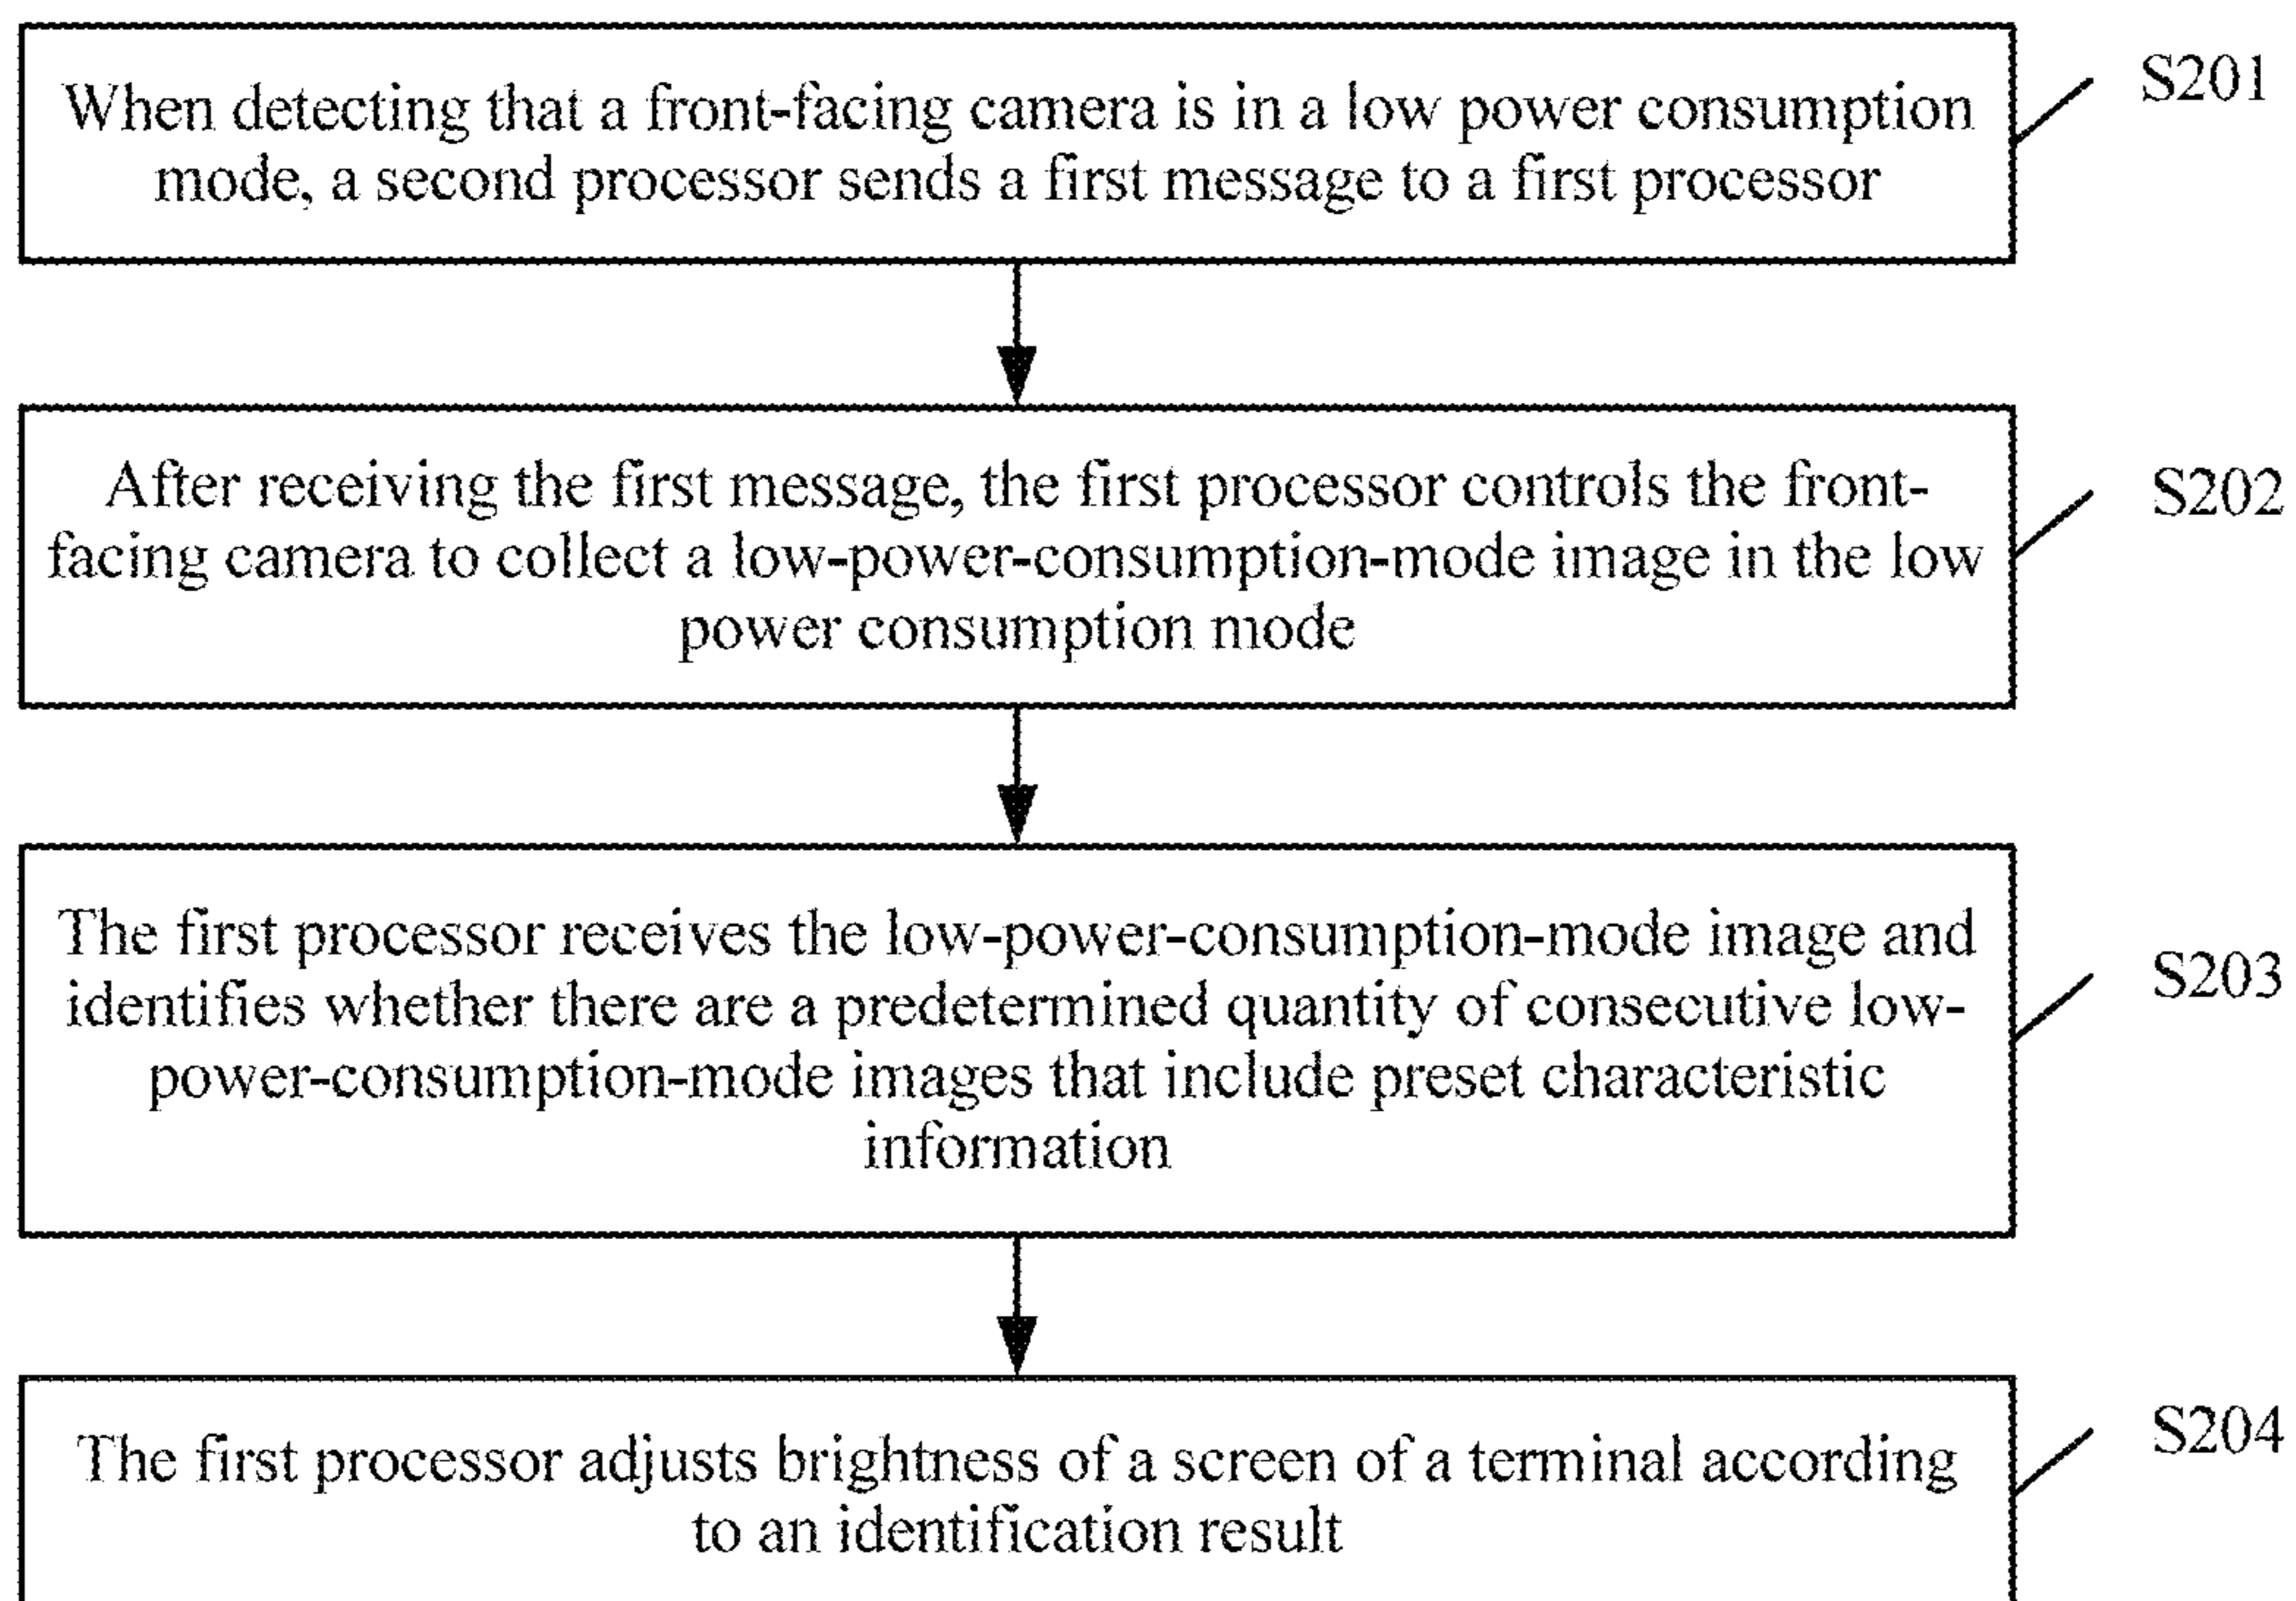 When detecting that a front-facing camera is in a low power consumption
mode, a second processor sends a first message to a first processor
S201
After receiving the first message, the first processor controls the front-
facing camera to collect a low-power-consumption-mode image in the low
power consumption mode
S202
The first processor receives the low-power-consumption-mode image and
identifies whether there are a predetermined quantity of consecutive low-
power-consumption-mode images that include preset characteristic
information
S203
The first processor adjusts brightness of a screen of a terminal according
to an identification result
S204